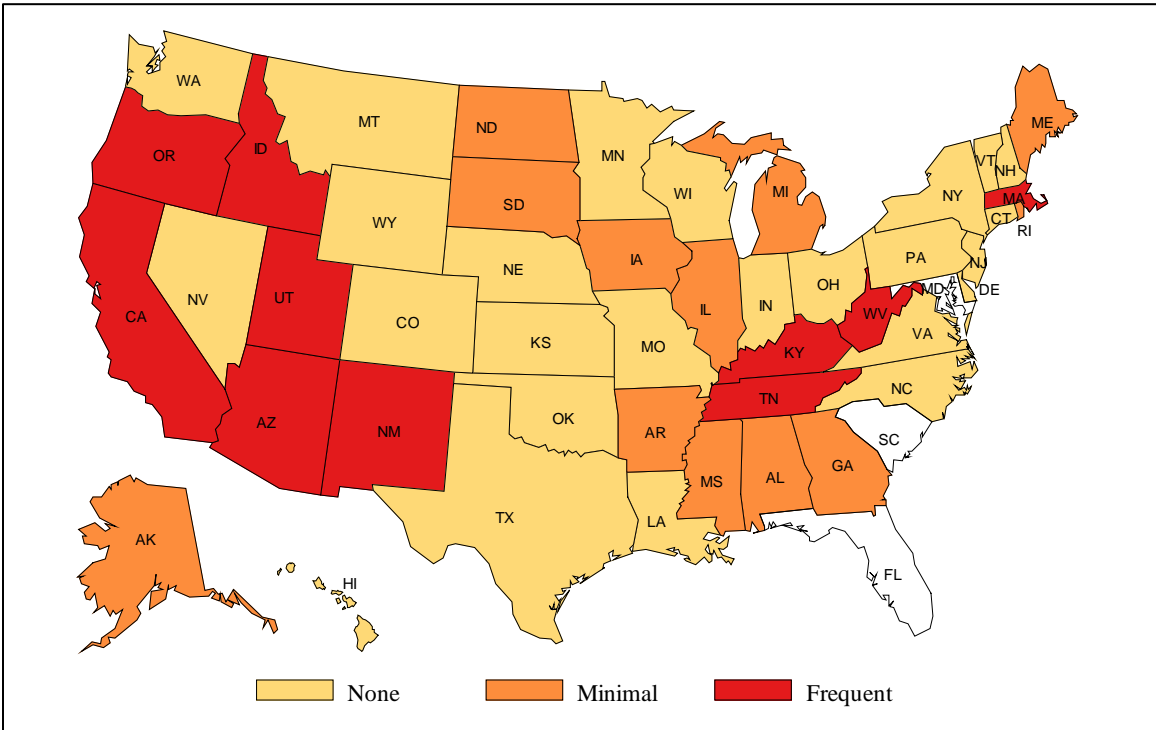 WA
MT
ND
ME
OR
ID
MN
VT
NH
WI
MI
NY
MA
SD
WY
CT
RI
IA
NE
PA
NJ
NV
UT
OH
MD
DE
CA
CO
IL
IN
WV
KS
MO
VA
KY
NC
AZ
NM
TN
OK
AR
SC
GA
MS
AL
TX
LA
AK
HI
FL
None
Minimal
Frequent